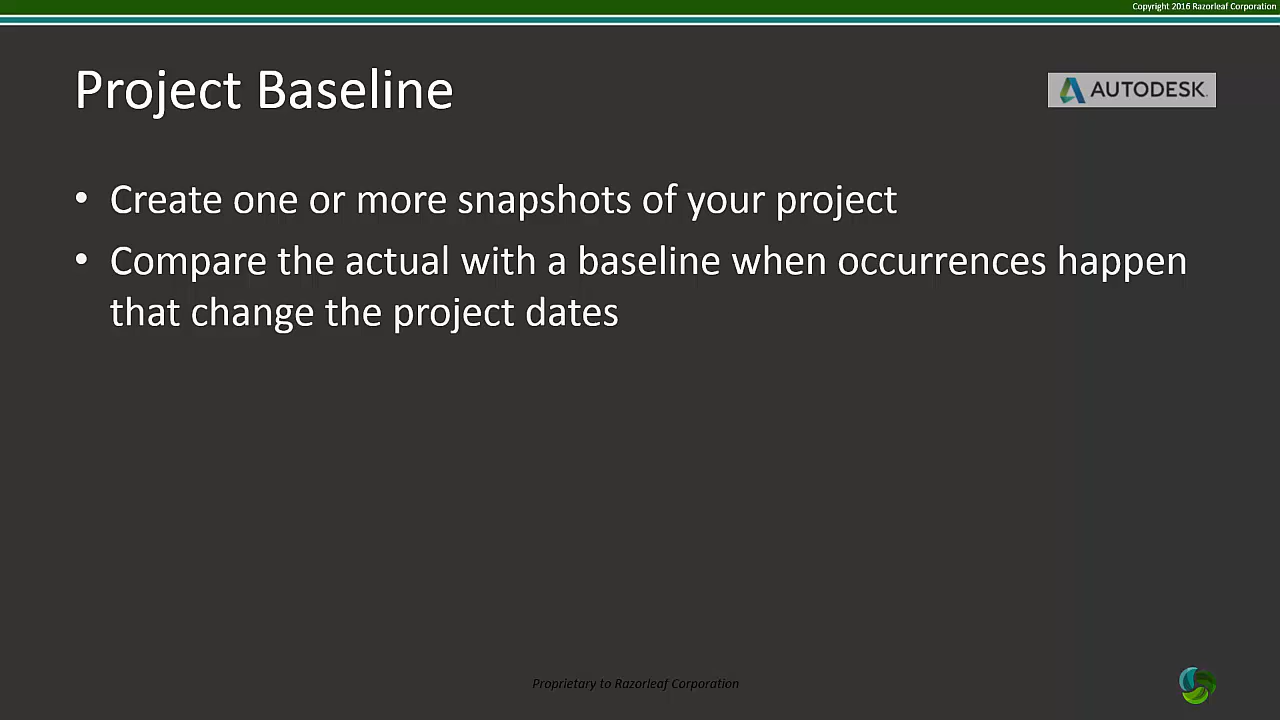 Copyright 2016 Razorleaf Corporation
Project Baseline
AUTODESK.
• Create one or more snapshots of your project
• Compare the actual with a baseline when occurrences happen
that change the project dates
Proprietary to Razorleaf Corporation